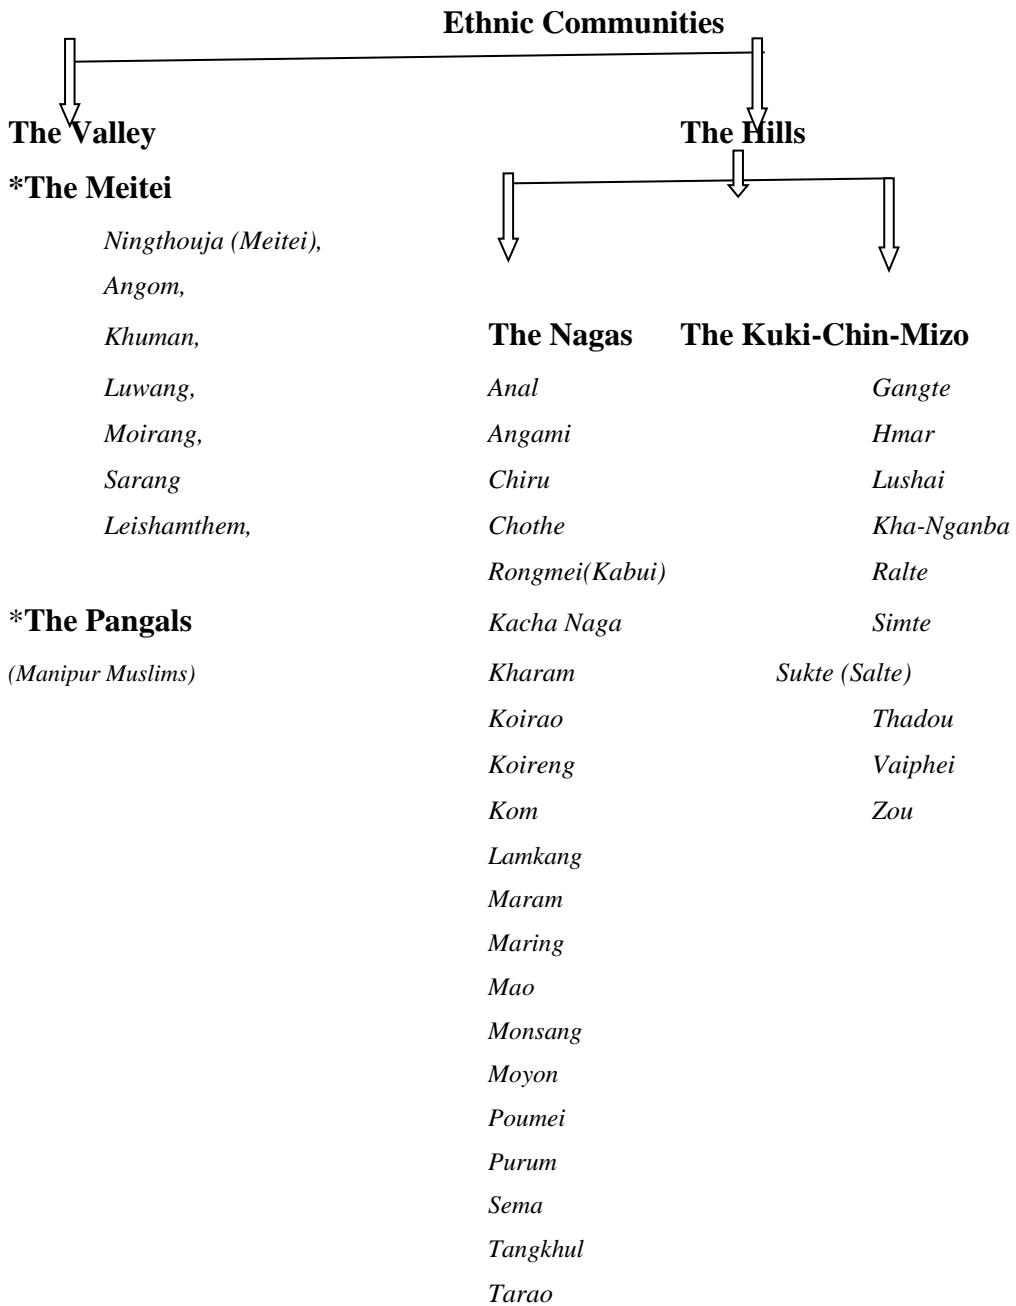 Ethnic Communities
The Valley The Hills
*The Meitei
Ningthouja (Meitei),
Angom,
Khuman, The Nagas The Kuki-Chin-Mizo
Luwang, Anal Gangte
Moirang, Angami Hmar
Sarang Chiru Lushai
Leishamthem, Chothe Kha-Nganba
Rongmei(Kabui) Ralte
*The Pangals Kacha Naga Simte
(Manipur Muslims) Kharam Sukte (Salte)
Koirao Thadou
Koireng Vaiphei
Kom Zou
Lamkang
Maram
Maring
Mao
Monsang
Moyon
Poumei
Purum
Sema
Tangkhul
Tarao